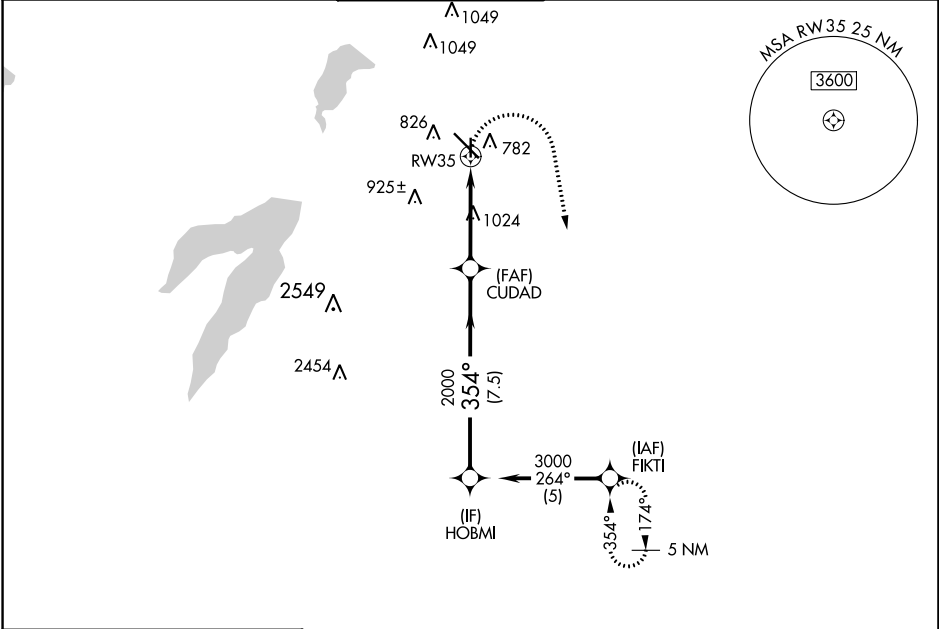 1049
1049
MSA RW35 25 NM
3600
826
782
RW35
925±
1024
(FAF)
CUDAD
2549
2454
2000
354°
(7.5)
(IAF)
FIKTI
3000
264°
(5)
(IF)
HOBMI
354°
174°
5 NM